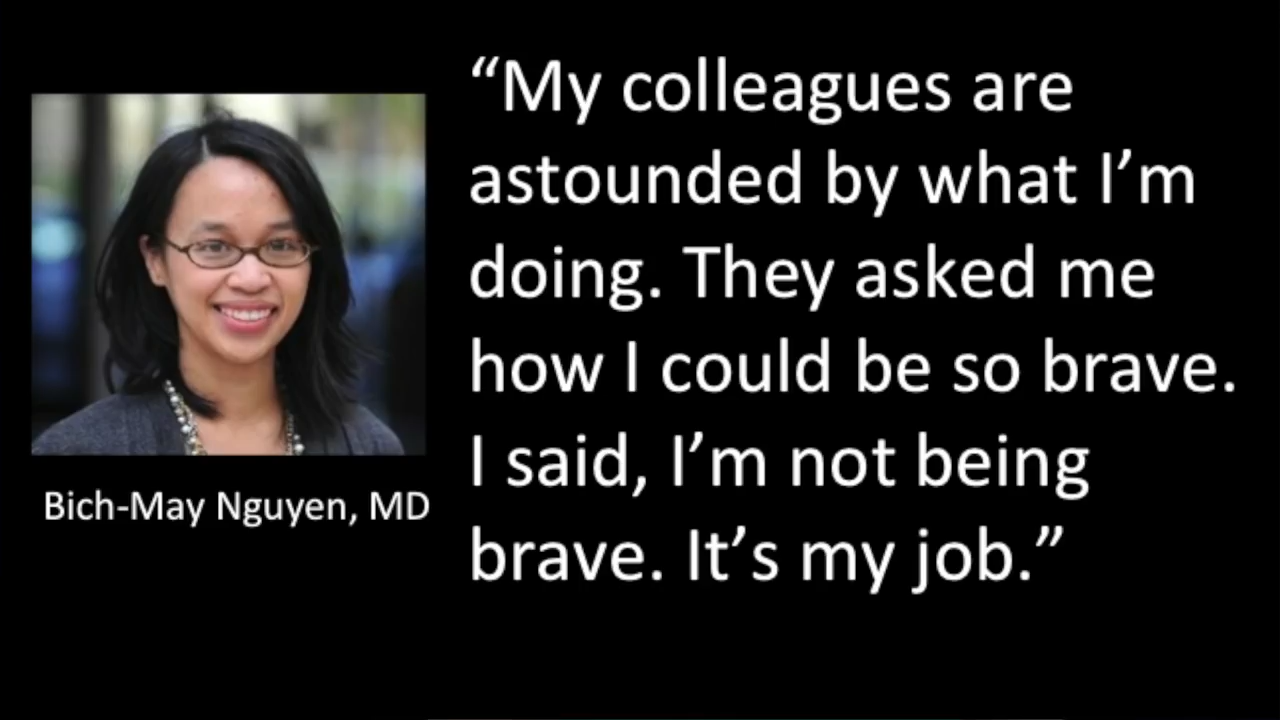 “My colleagues are
astounded by what I’m
doing. They asked me
how I could be so brave.
I said, I’m not being
brave. It’s my job.”
Bich-May Nguyen, MD